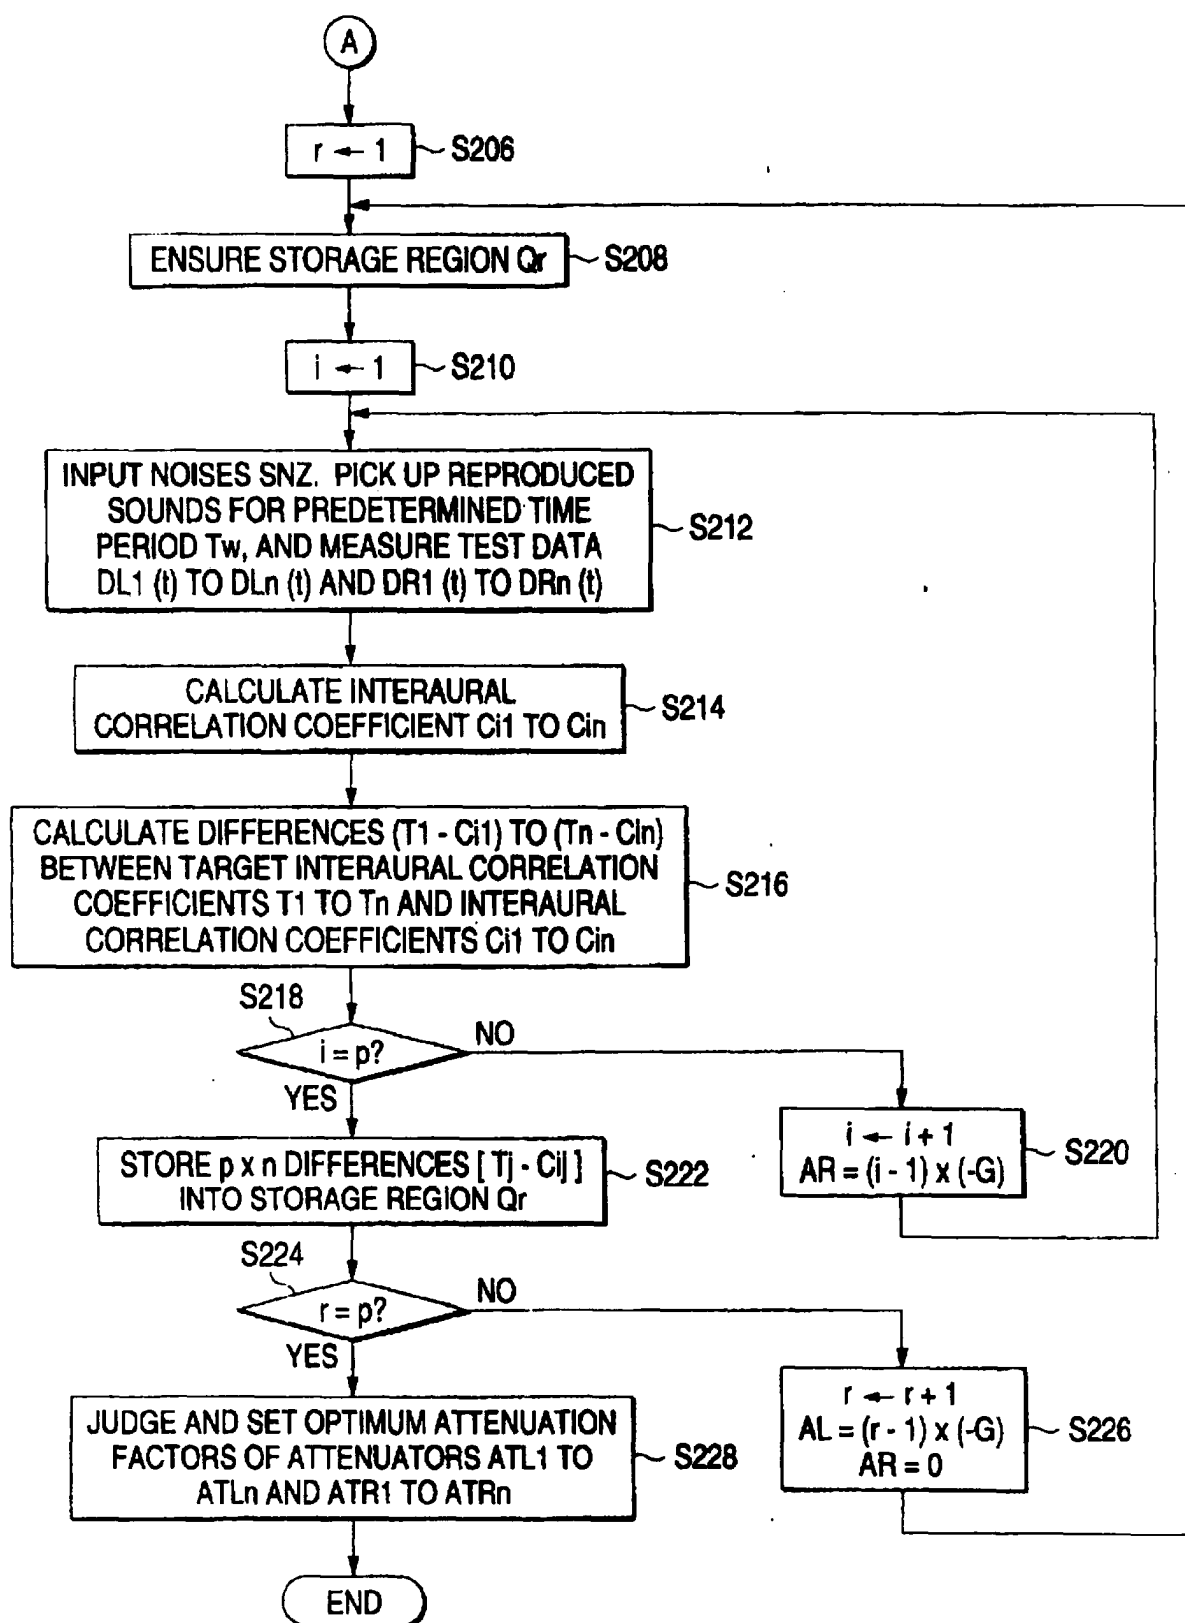 A
r ← 1
S206
ENSURE STORAGE REGION Qr
S208
i ← 1
S210
INPUT NOISES SNZ. PICK UP REPRODUCED
SOUNDS FOR PREDETERMINED TIME
PERIOD Tw, AND MEASURE TEST DATA
DL1 (t) TO DLn (t) AND DR1 (t) TO DRn (t)
S212
CALCULATE INTERAURAL
CORRELATION COEFFICIENT Ci1 TO Cin
S214
CALCULATE DIFFERENCES (T1 - Ci1) TO (Tn - Cin)
BETWEEN TARGET INTERAURAL CORRELATION
COEFFICIENTS T1 TO Tn AND INTERAURAL
CORRELATION COEFFICIENTS Ci1 TO Cin
S216
S218
i = p?
NO
YES
i ← i + 1
AR = (i - 1) x (-G)
S220
STORE p x n DIFFERENCES [ Tj - Cij ]
INTO STORAGE REGION Qr
S222
S224
r = p?
NO
YES
r ← r + 1
AL = (r - 1) x (-G)
AR = 0
S226
JUDGE AND SET OPTIMUM ATTENUATION
FACTORS OF ATTENUATORS ATL1 TO
ATLn AND ATR1 TO ATRn
S228
END